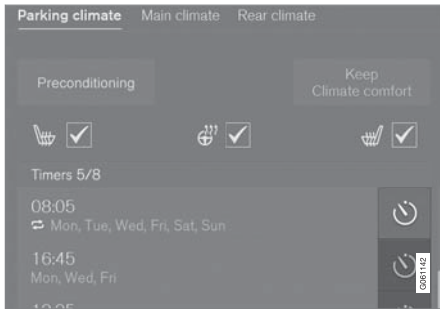 Parking climate Main climate Rear climate
Preconditioning
Keep
Climate comfort
Timers 5/8
08:05
Mon, Tue, Wed, Fri, Sat, Sun
16:45
Mon, Wed, Fri
G061142